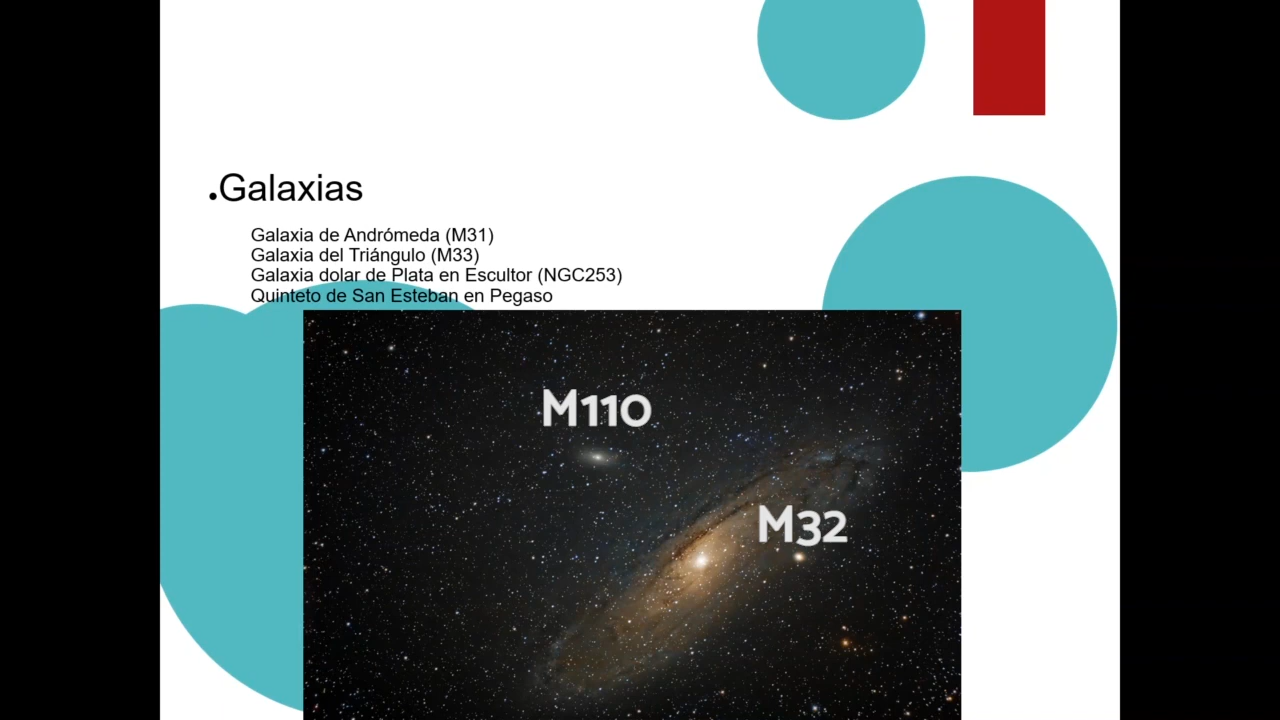 .Galaxias
Galaxia de Andrómeda (M31)
Galaxia del Triángulo (M33)
Galaxia dolar de Plata en Escultor (NGC253)
Quinteto de San Esteban en Pegaso
M110
M32